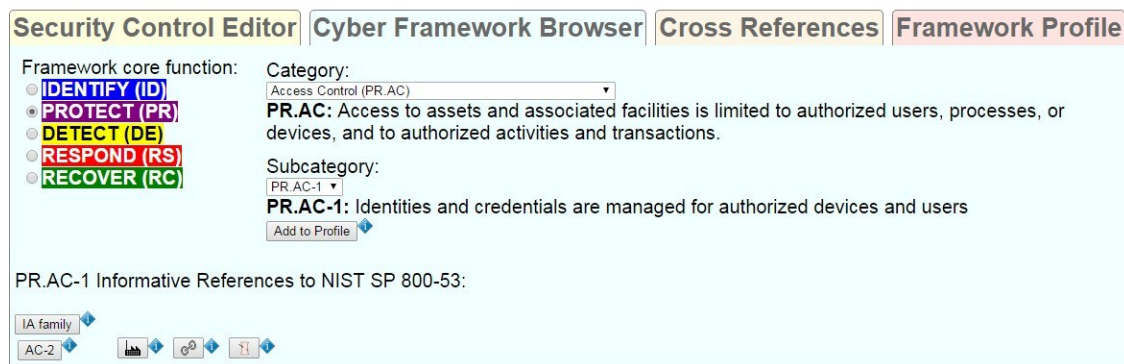 Security Control Editor Cyber Framework Browser Cross References Framework Profile
Framework core function:
IDENTIFY (ID)
PROTECT (PR)
DETECT (DE)
RESPOND (RS)
RECOVER (RC)
Category:
Access Control (PR.AC)
PR.AC: Access to assets and associated facilities is limited to authorized users, processes, or
devices, and to authorized activities and transactions.
Subcategory:
PR.AC-1
PR.AC-1: Identities and credentials are managed for authorized devices and users
Add to Profile
PR.AC-1 Informative References to NIST SP 800-53:
IA family
AC-2